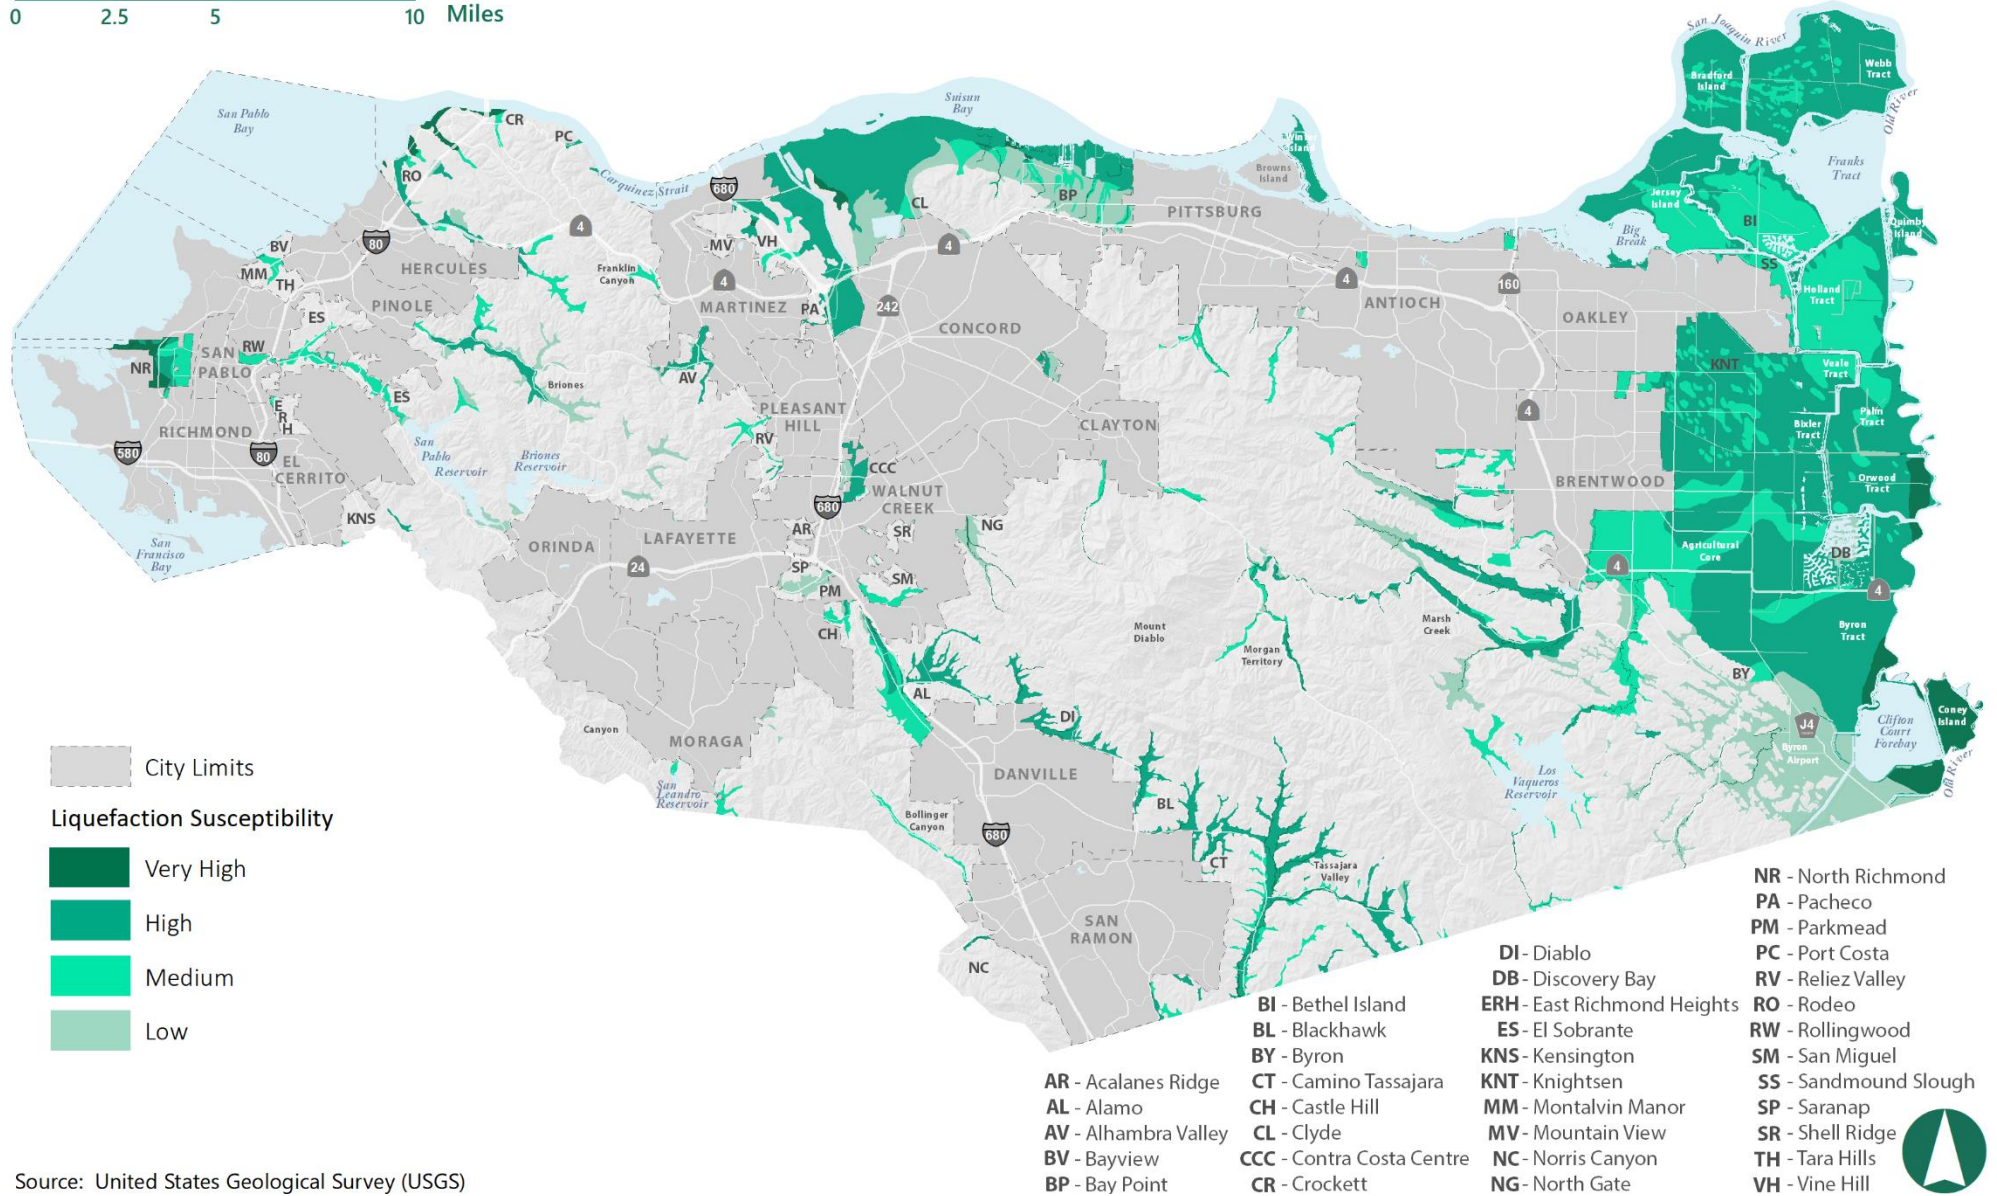 0 2.5 5 10 Miles
San Joaquin River
Webb
Tract
Bradford
Island
Old River
San Pablo
Bay
Suisun
Bay
CR
PC
Winter
Island
Franks
Tract
RO
Carquinez Strait
680
Browns
Island
BP
CL
Jersey
Island
BI
Quimby
Island
PITTSBURG
4
80
BV
MV
VH
4
Big
Break
SS
MM
TH
HERCULES
Franklin
Canyon
4
4
160
Holland
Tract
PINOLE
MARTINEZ
PA
242
ANTIOCH
OAKLEY
ES
CONCORD
SAN
PABLO
RW
NR
KNT
Veale
Tract
AV
Briones
ES
E
R
H
PLEASANT
HILL
4
Palm
Tract
Bixler
Tract
CLAYTON
RICHMOND
RV
580
80
San
Pablo
Reservoir
Briones
Reservoir
EL
CERRITO
CCC
WALNUT
CREEK
BRENTWOOD
Orwood
Tract
680
KNS
AR
SR
NG
San
Francisco
Bay
ORINDA
LAFAYETTE
Agricultural
Core
DB
24
SP
SM
4
4
PM
CH
Mount
Diablo
Marsh
Creek
Byron
Tract
Morgan
Territory
BY
AL
DI
Coney
Island
Canyon
MORAGA
J4
Clifton
Court
Forebay
Byron
Airport
City Limits
DANVILLE
San
Leandro
Reservoir
Los
Vaqueros
Reservoir
Old River
BL
Liquefaction Susceptibility
Bollinger
Canyon
680
CT
Tassajara
Valley
Very High
High
SAN
RAMON
NC
Medium
Low
AR - Acalanes Ridge
AL - Alamo
AV - Alhambra Valley
BV - Bayview
BP - Bay Point
BI - Bethel Island
BL - Blackhawk
BY - Byron
CT - Camino Tassajara
CH - Castle Hill
CL - Clyde
CCC - Contra Costa Centre
CR - Crockett
DI - Diablo
DB - Discovery Bay
ERH - East Richmond Heights
ES - El Sobrante
KNS - Kensington
KNT - Knightsen
MM - Montalvin Manor
MV - Mountain View
NC - Norris Canyon
NG - North Gate
NR - North Richmond
PA - Pacheco
PM - Parkmead
PC - Port Costa
RV - Reliez Valley
RO - Rodeo
RW - Rollingwood
SM - San Miguel
SS - Sandmound Slough
SP - Saranap
SR - Shell Ridge
TH - Tara Hills
VH - Vine Hill
Source: United States Geological Survey (USGS)